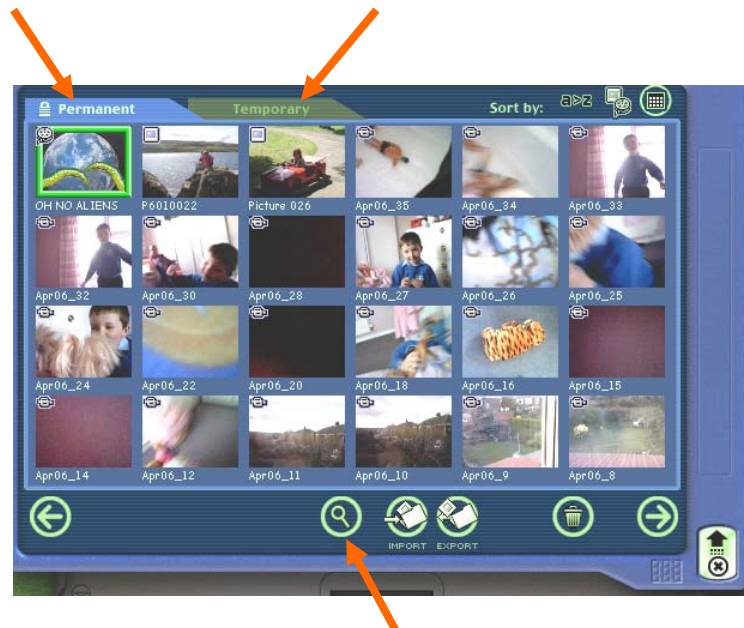 Permanent Temporary Sort by: a>z
OH NO ALIENS P6010022 Picture 026 Apr06_35 Apr06_34 Apr06_33
Apr06_32 Apr06_30 Apr06_28 Apr06_27 Apr06_26 Apr06_25
Apr06_24 Apr06_22 Apr06_20 Apr06_18 Apr06_16 Apr06_15
Apr06_14 Apr06_12 Apr06_11 Apr06_10 Apr06_9 Apr06_8
IMPORT EXPORT